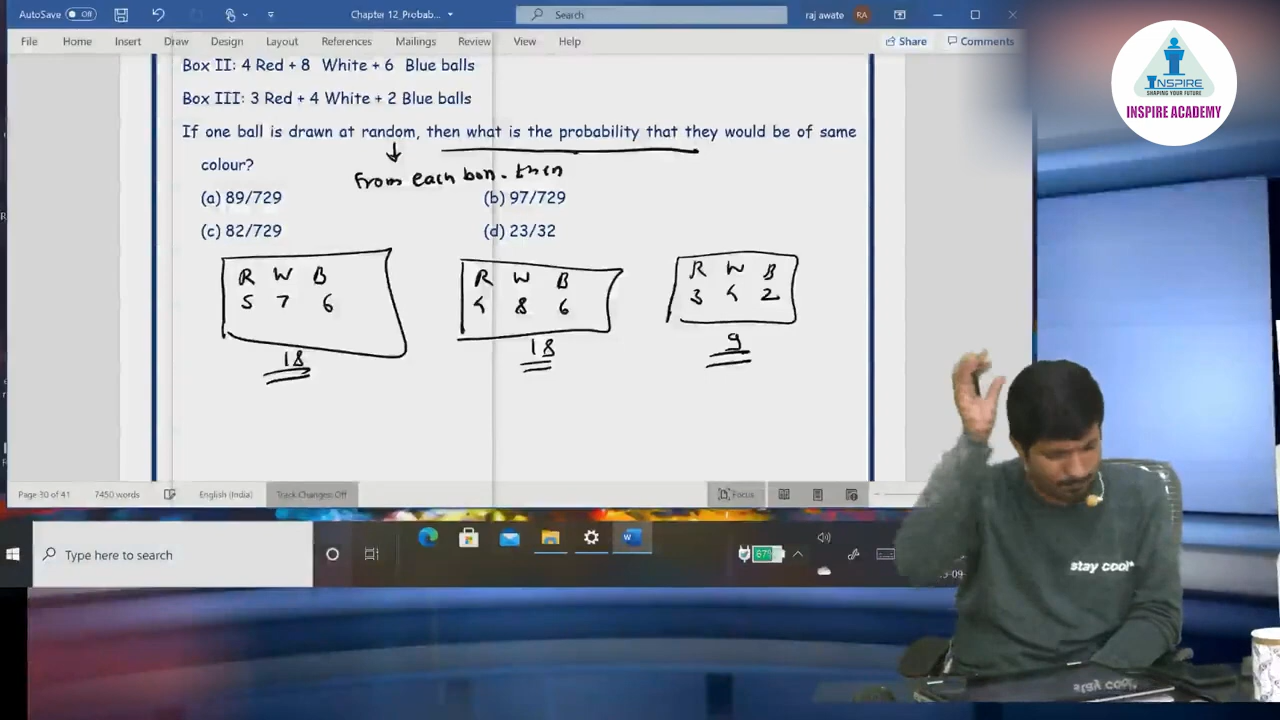 AutoSave Off Chapter 12_Probab... Search raj awate RA
File Home Insert Draw Design Layout References Mailings Review View Help Share Comments
INSPIRE
SHAPING YOUR FUTURE
INSPIRE ACADEMY
Box II: 4 Red + 8 White + 6 Blue balls
Box III: 3 Red + 4 White + 2 Blue balls
If one ball is drawn at random, then what is the probability that they would be of same
colour?
from each box. then
(a) 89/729 (b) 97/729
(c) 82/729 (d) 23/32
R W B R W B R W B
5 7 6 4 8 6 3 4 2
18 18 9
Page 30 of 41 7450 words English (India) Track Changes: Off Focus
Type here to search 67%
stay cool*
stay cool*